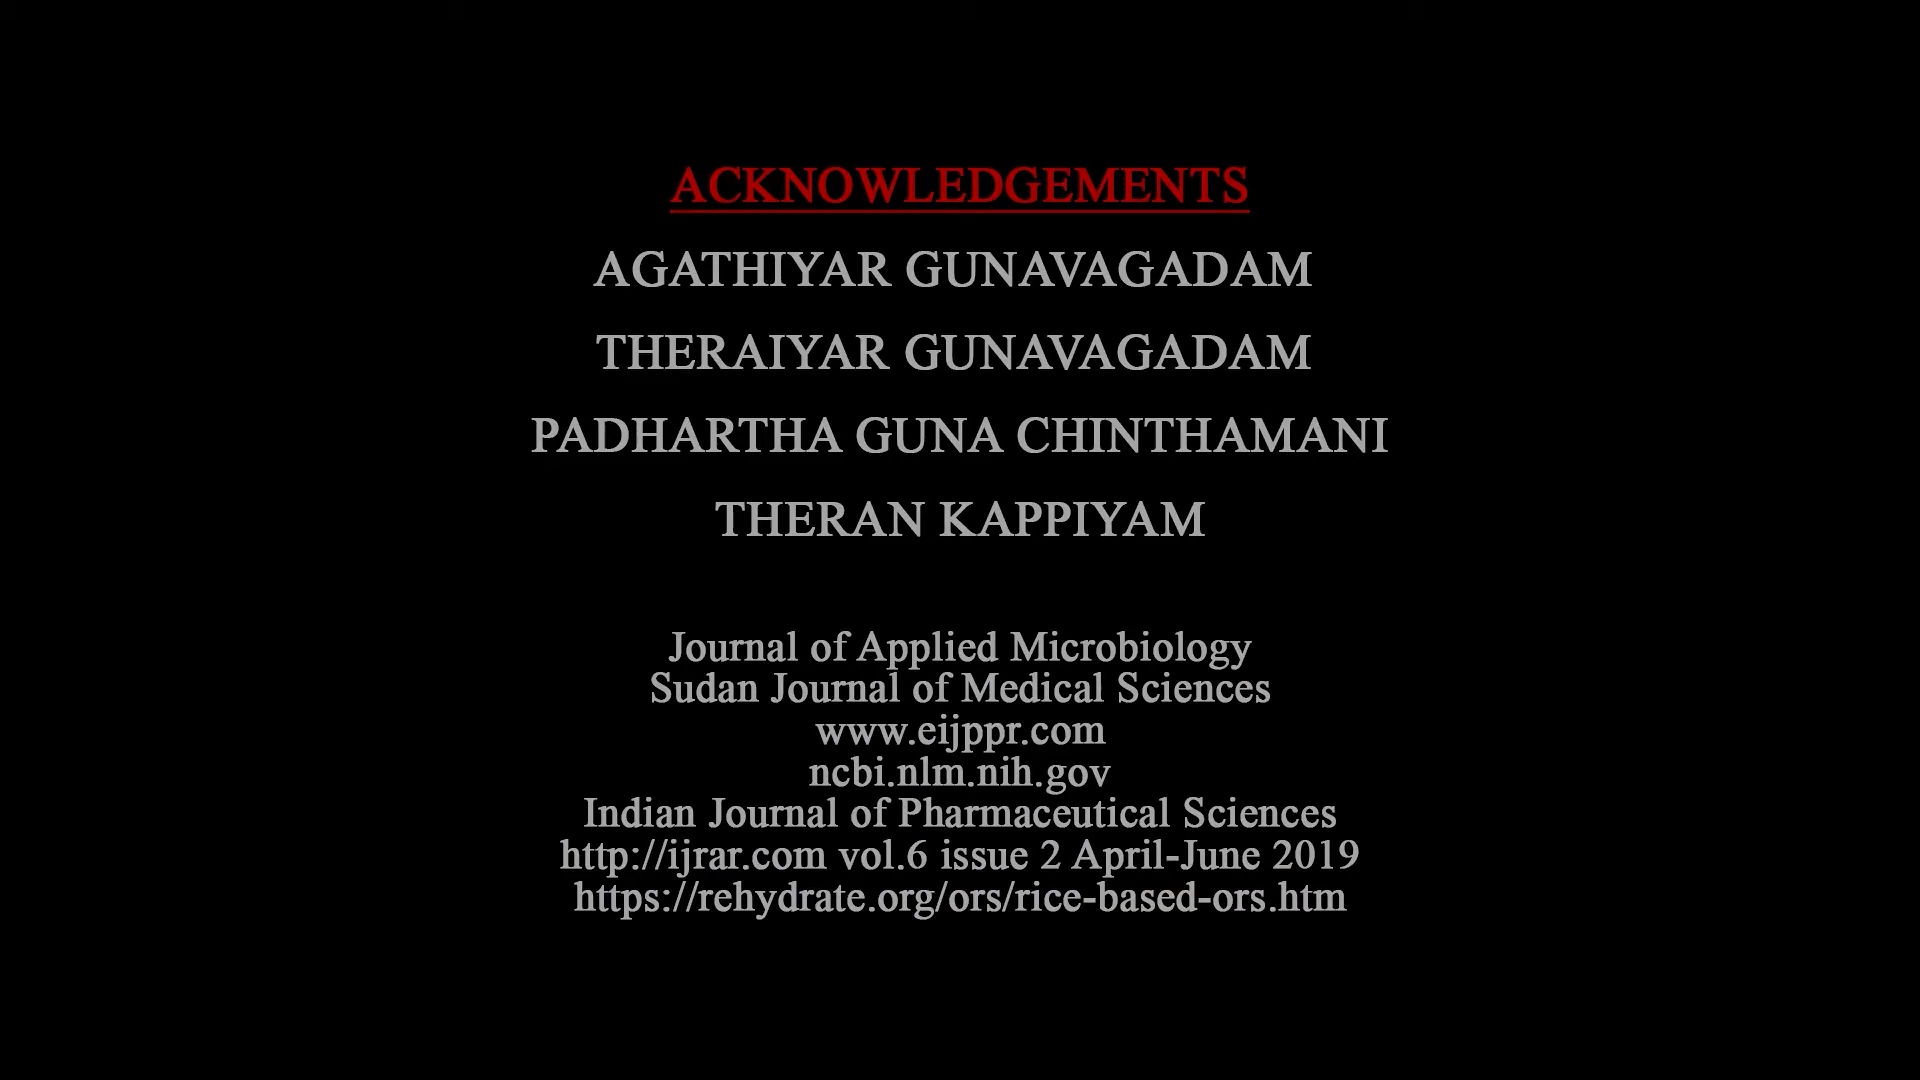 ACKNOWLEDGEMENTS
AGATHIYAR GUNAVAGADAM
THERAIYAR GUNAVAGADAM
PADHARTHA GUNA CHINTHAMANI
THERAN KAPPIYAM
Journal of Applied Microbiology
Sudan Journal of Medical Sciences
www.eijppr.com
ncbi.nlm.nih.gov
Indian Journal of Pharmaceutical Sciences
http://ijrar.com vol.6 issue 2 April-June 2019
https://rehydrate.org/ors/rice-based-ors.htm